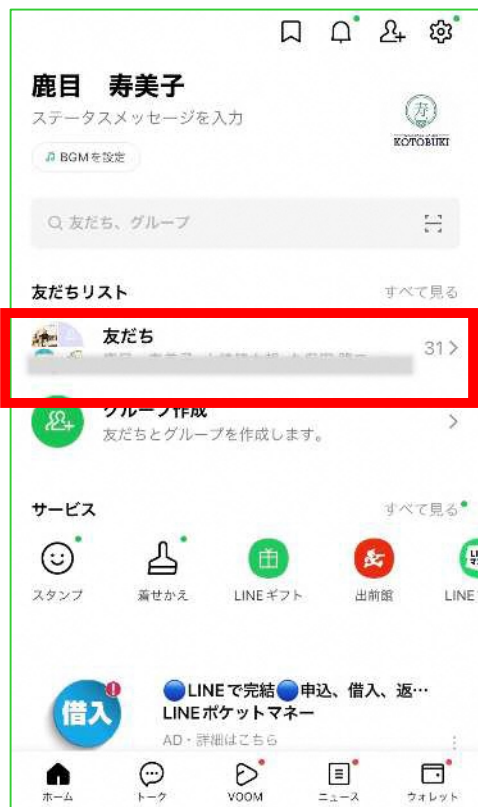 鹿目 寿美子
ステータスメッセージを入力
寿
KOTOBUKI
BGMを設定
友だち、グループ
友だちリスト すべて見る
友だち
31
グループ作成
友だちとグループを作成します。
サービス すべて見る
スタンプ 着せかえ LINEギフト 出前館 LINE
借入
🔵LINEで完結🔵申込、借入、返…
LINEポケットマネー
AD・詳細はこちら
ホーム トーク VOOM ニュース ウォレット